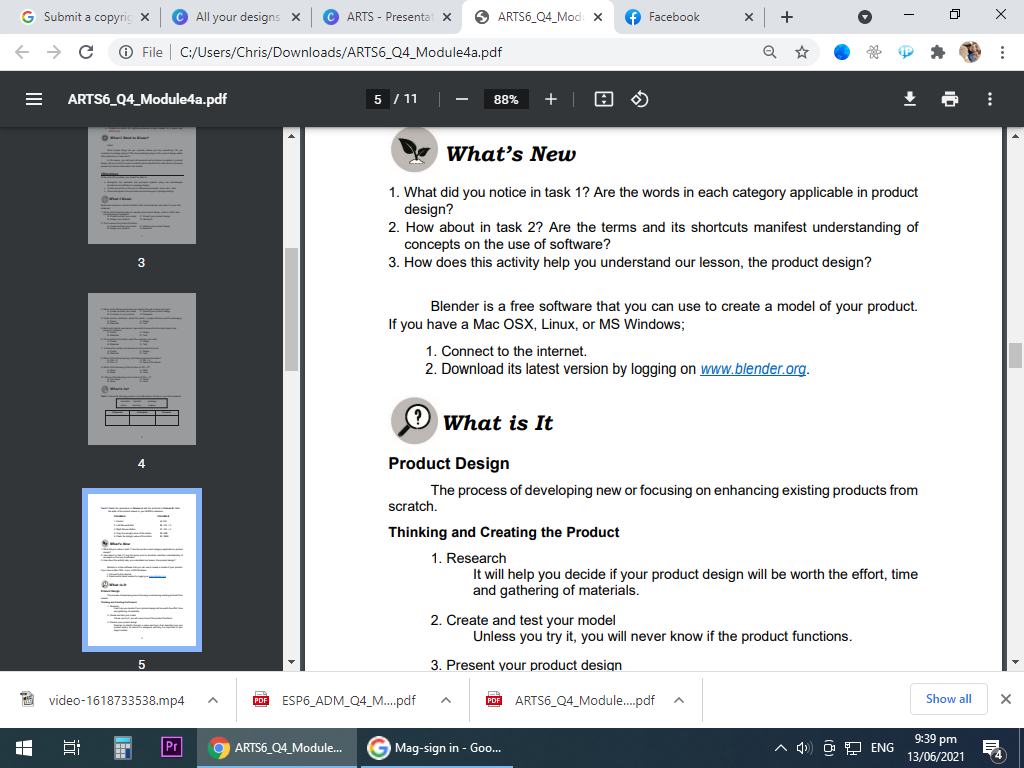 Submit a copyrig
All your designs
ARTS - Presentat
ARTS6_Q4_Modu
Facebook
File
C:/Users/Chris/Downloads/ARTS6_Q4_Module4a.pdf
ARTS6_Q4_Module4a.pdf
5 / 11
88%
3
4
5
What's New
1. What did you notice in task 1? Are the words in each category applicable in product
design?
2. How about in task 2? Are the terms and its shortcuts manifest understanding of
concepts on the use of software?
3. How does this activity help you understand our lesson, the product design?
Blender is a free software that you can use to create a model of your product.
If you have a Mac OSX, Linux, or MS Windows;
1. Connect to the internet.
2. Download its latest version by logging on www.blender.org.
What is It
Product Design
The process of developing new or focusing on enhancing existing products from
scratch.
Thinking and Creating the Product
1. Research
It will help you decide if your product design will be worth the effort, time
and gathering of materials.
2. Create and test your model
Unless you try it, you will never know if the product functions.
3. Present your product design
video-1618733538.mp4
ESP6_ADM_Q4_M....pdf
ARTS6_Q4_Module....pdf
Show all
Pr
ARTS6_Q4_Module...
Mag-sign in - Goo...
ENG
9:39 pm
13/06/2021
4